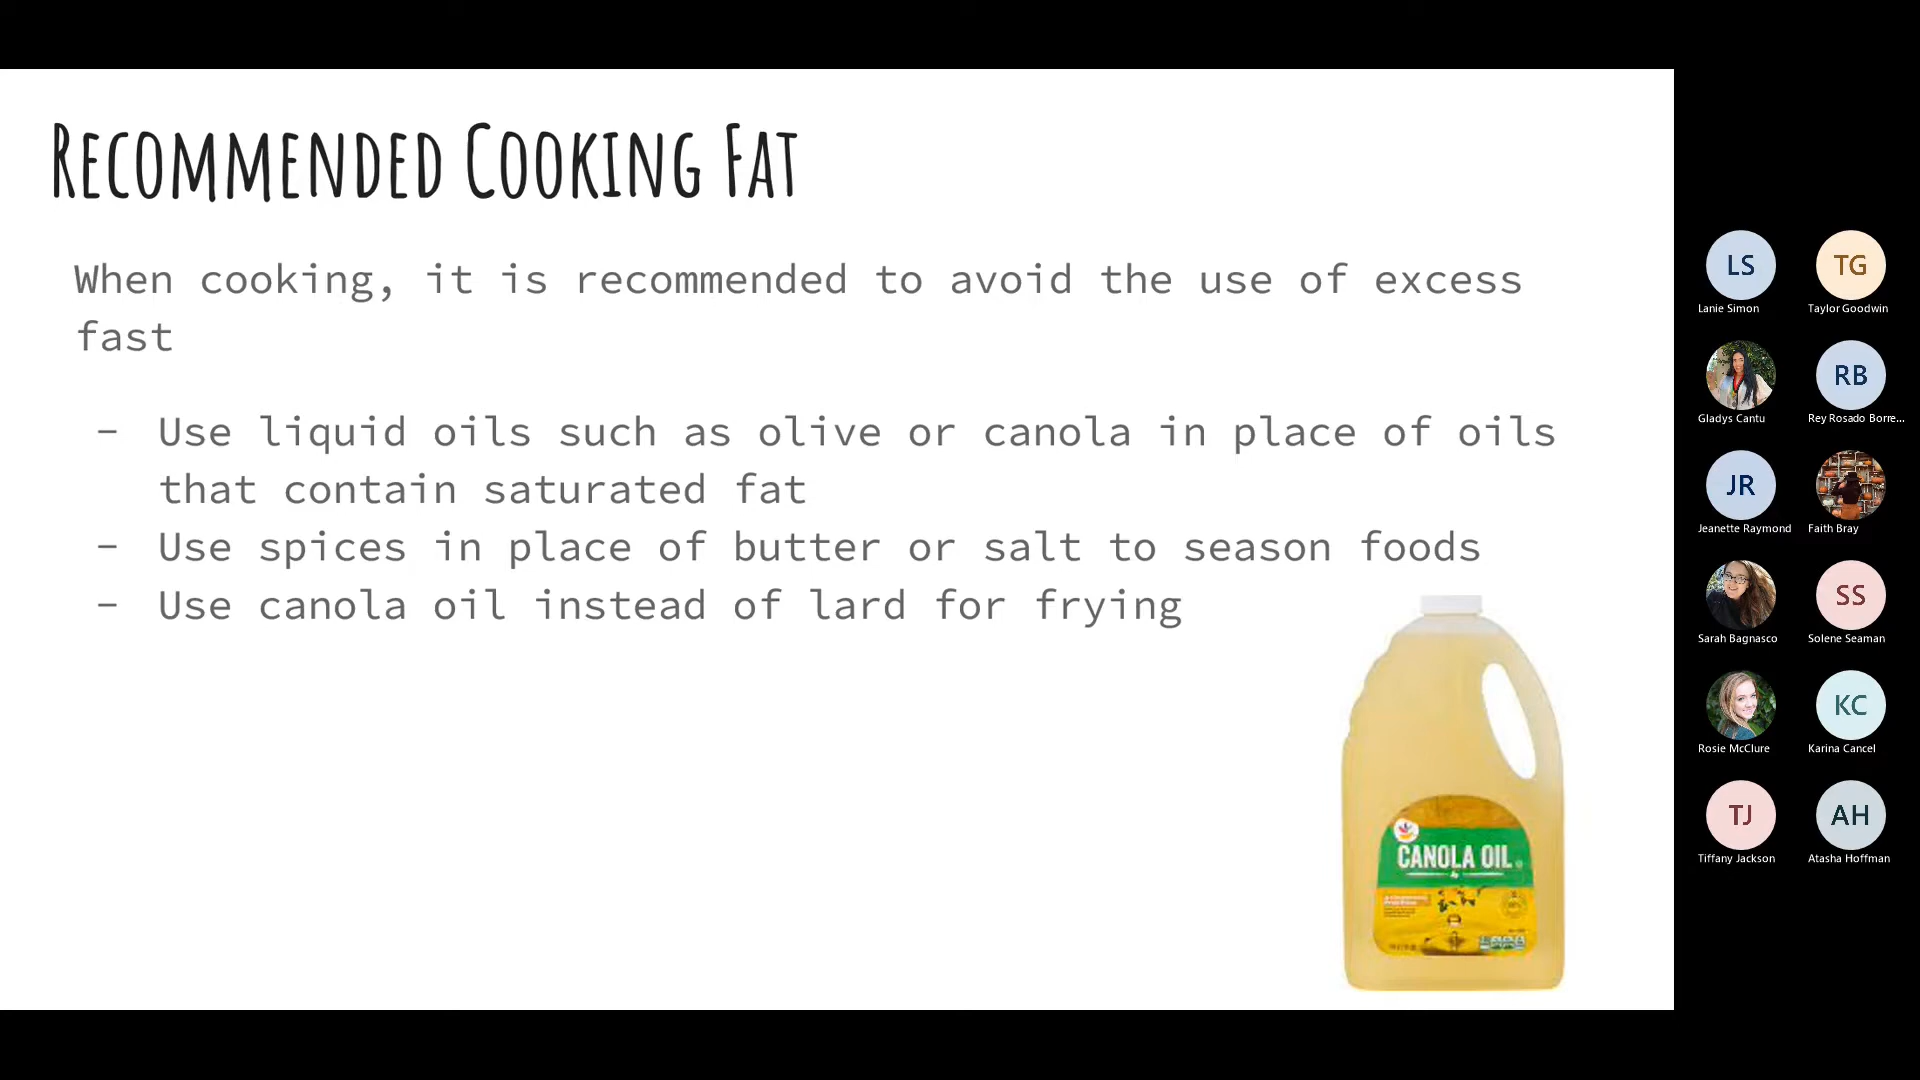 RECOMMENDED COOKING FAT
When cooking, it is recommended to avoid the use of excess
fast
- Use liquid oils such as olive or canola in place of oils
that contain saturated fat
- Use spices in place of butter or salt to season foods
- Use canola oil instead of lard for frying
CANOLA OIL
LS
Lanie Simon
TG
Taylor Goodwin
Gladys Cantu
RB
Rey Rosado Borre...
JR
Jeanette Raymond
Faith Bray
Sarah Bagnasco
SS
Solene Seaman
Rosie McClure
KC
Karina Cancel
TJ
Tiffany Jackson
AH
Atasha Hoffman